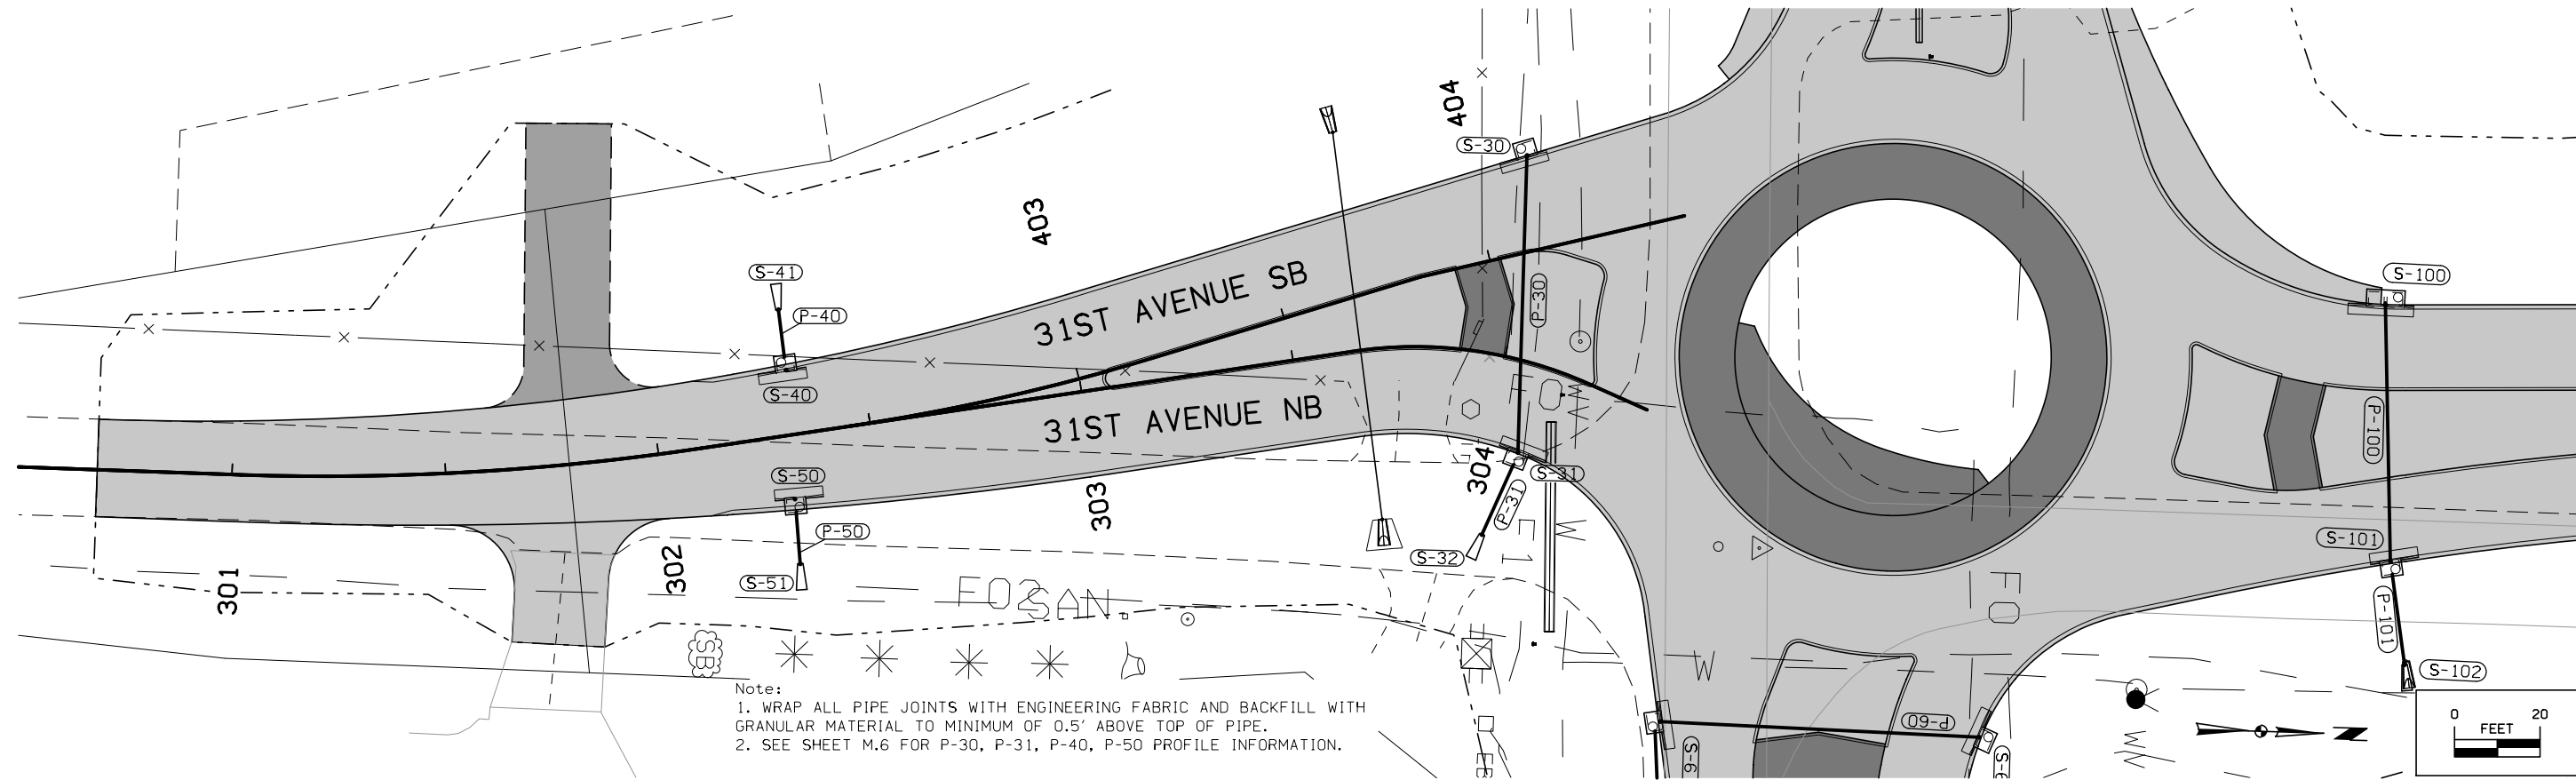 404
S-30
403
S-41
P-40
S-40
31ST AVENUE SB
P-30
S-100
31ST AVENUE NB
P-100
S-50
304
S-31
P-31
303
P-50
S-32
S-101
301
302
S-51
FO
SAN.
P-101
SB
W
S-102
Note:
1. WRAP ALL PIPE JOINTS WITH ENGINEERING FABRIC AND BACKFILL WITH
GRANULAR MATERIAL TO MINIMUM OF 0.5' ABOVE TOP OF PIPE.
2. SEE SHEET M.6 FOR P-30, P-31, P-40, P-50 PROFILE INFORMATION.
P-60
0 20
FEET